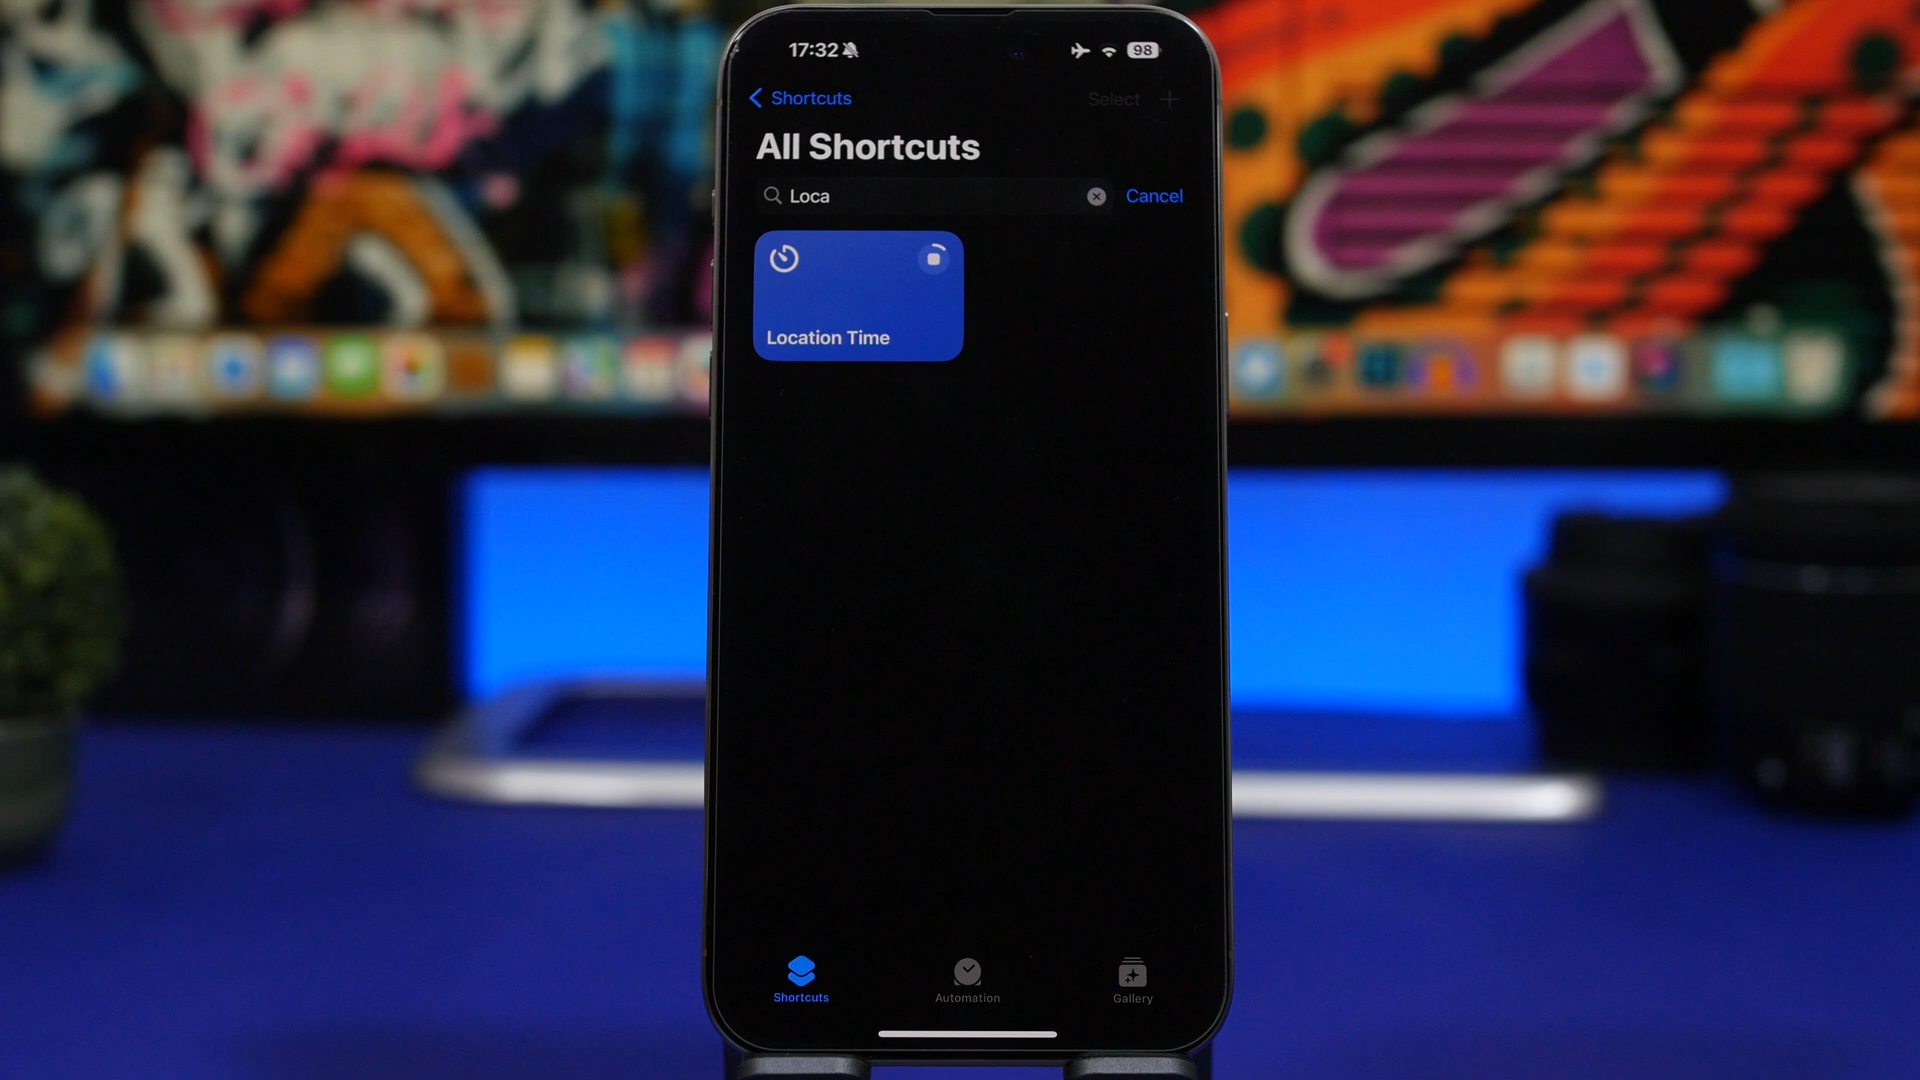 17:32
98
Shortcuts
Select
All Shortcuts
Loca
Cancel
Location Time
Shortcuts
Automation
Gallery